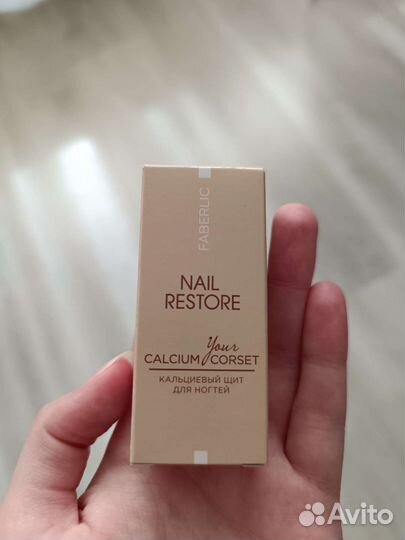 FABERLIC
NAIL
RESTORE
Your
CALCIUM CORSET
КАЛЬЦИЕВЫЙ ЩИТ
ДЛЯ НОГТЕЙ
Avito